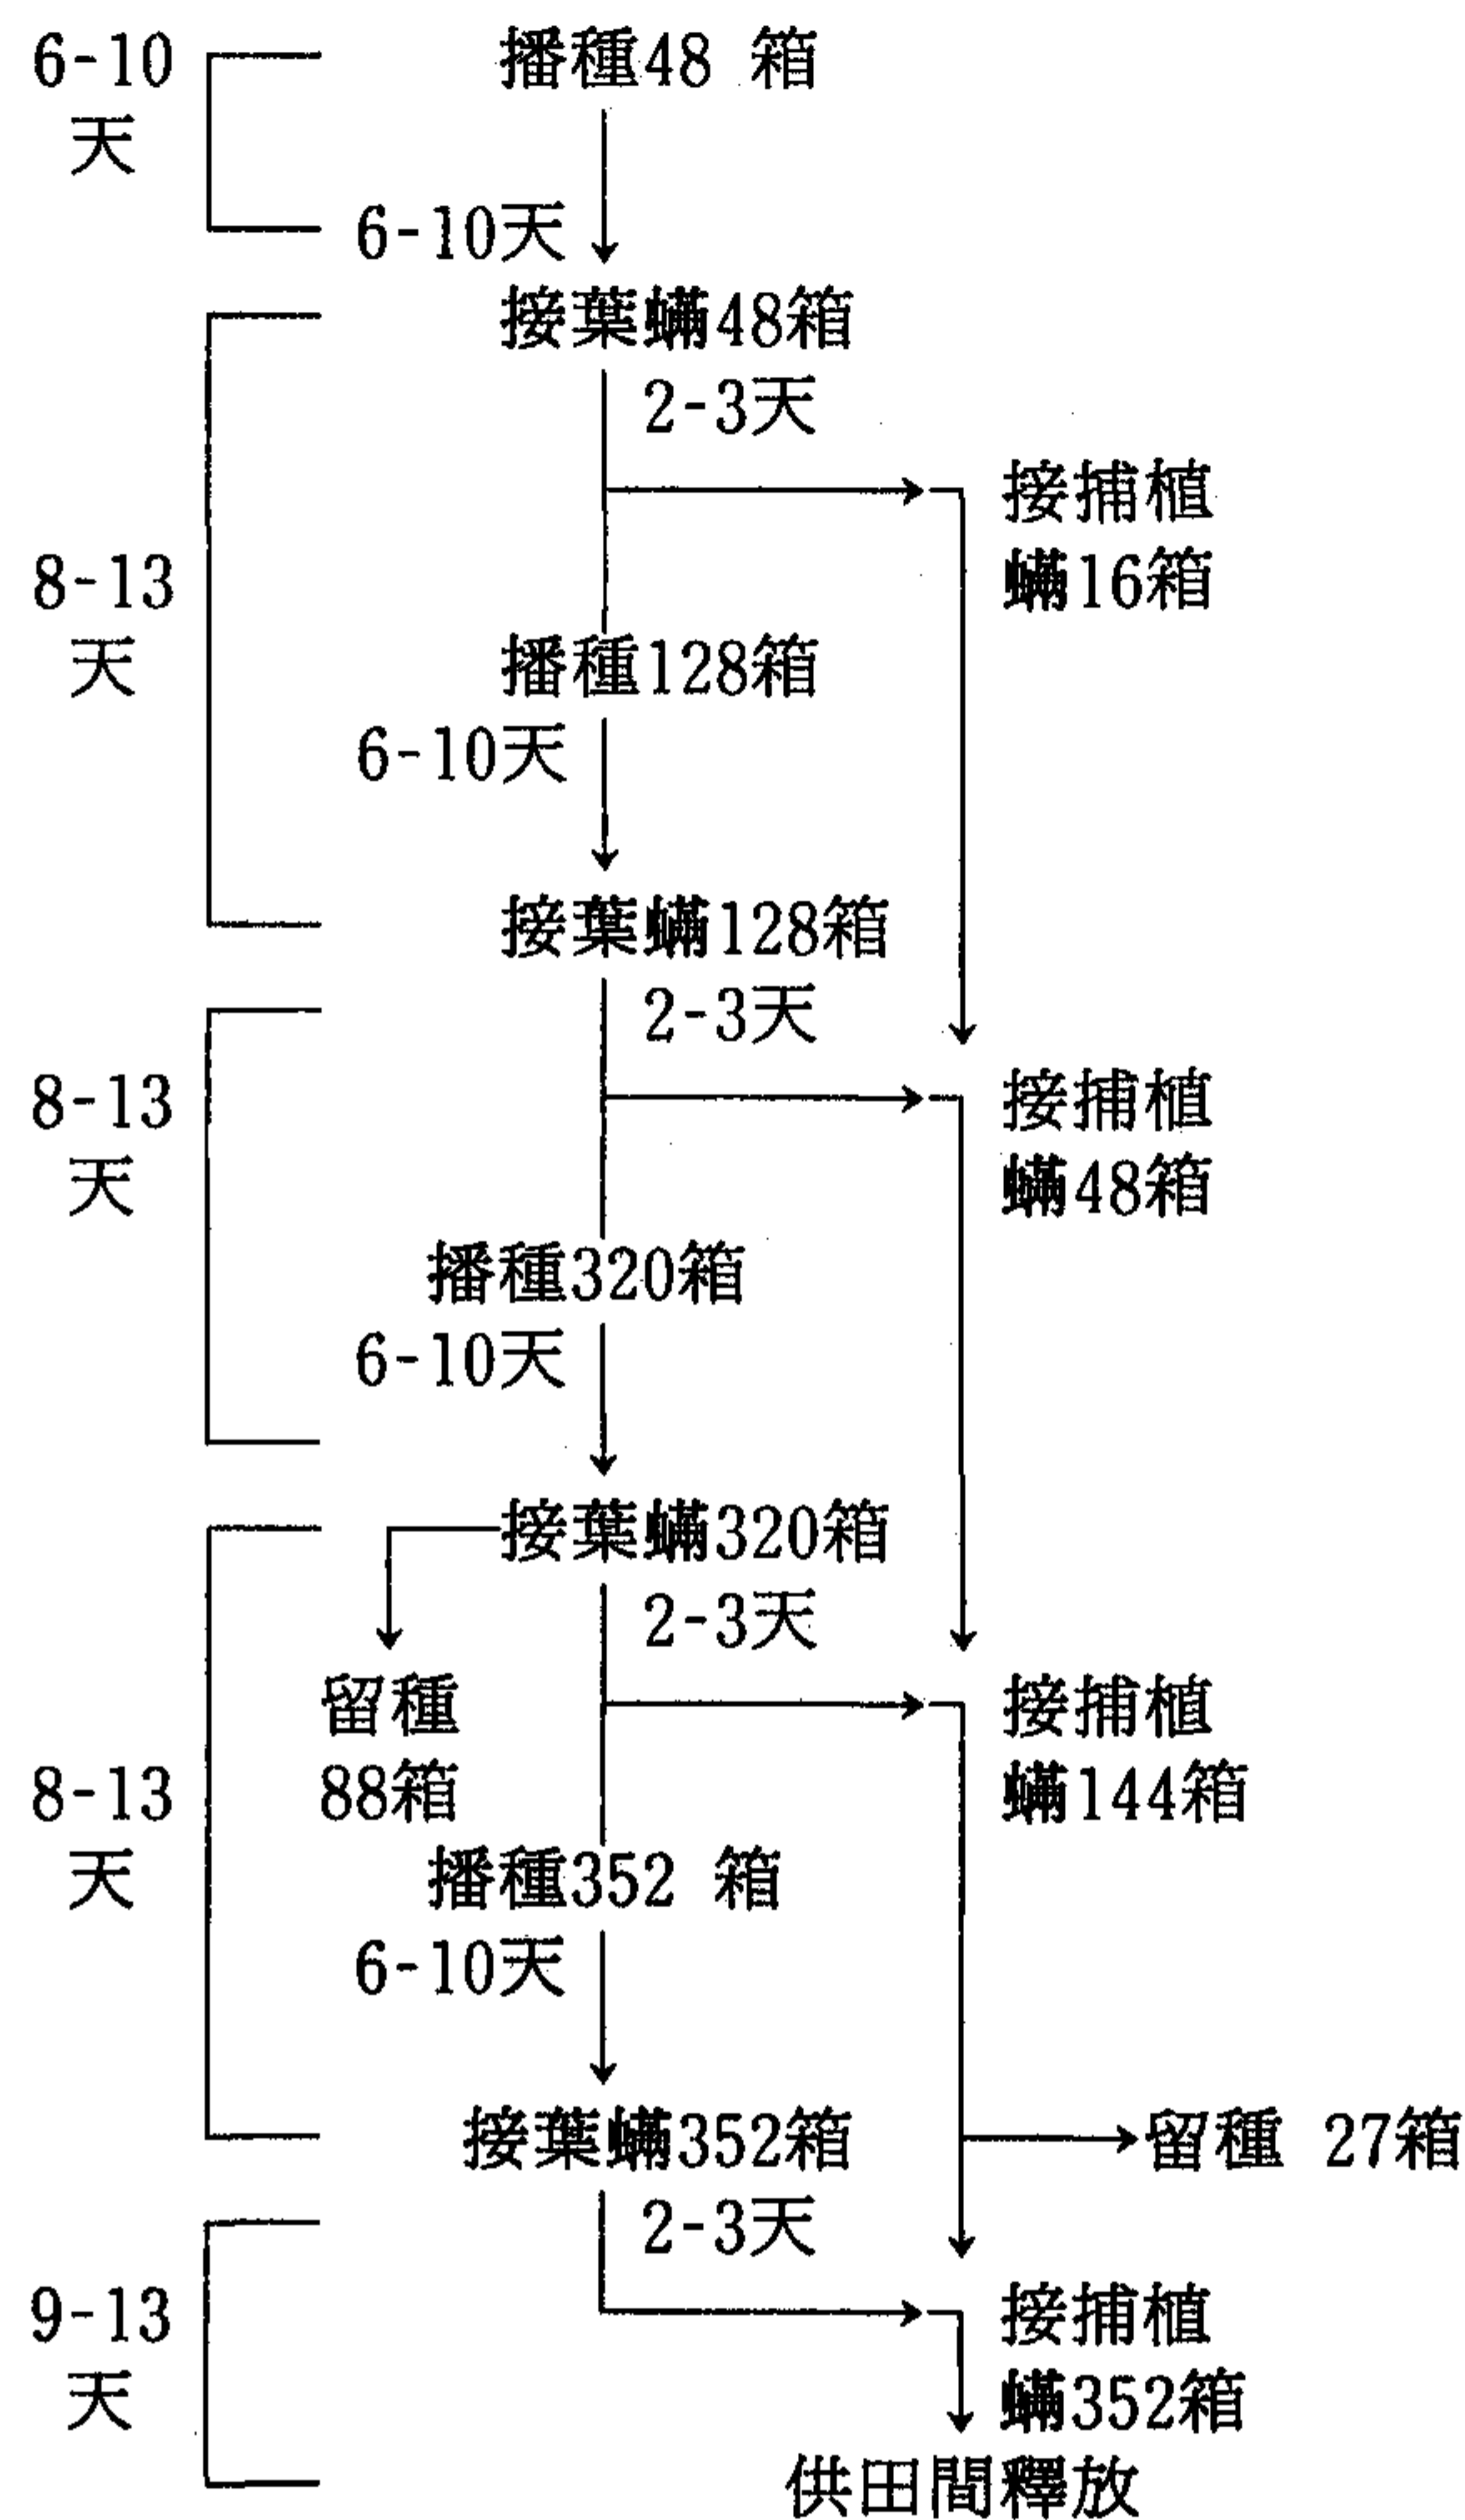 6-10
天
播種48 箱
6-10天
接葉蟎48箱
2-3天
接捕植
蟎16箱
8-13
天
播種128箱
6-10天
接葉蟎128箱
2-3天
接捕植
蟎48箱
8-13
天
播種320箱
6-10天
接葉蟎320箱
2-3天
留種
88箱
接捕植
蟎144箱
8-13
天
播種352 箱
6-10天
接葉蟎352箱
留種 27箱
2-3天
接捕植
蟎352箱
9-13
天
供田間釋放